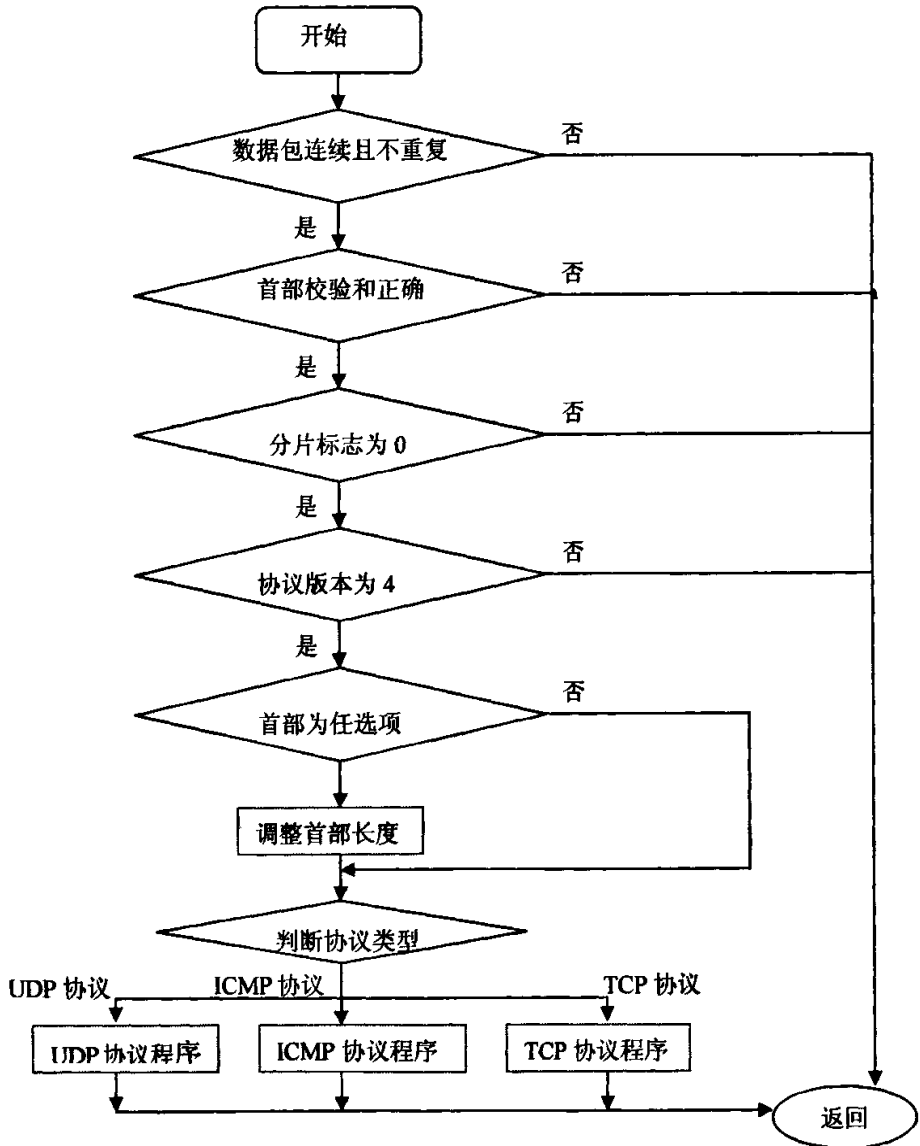 开始
数据包连续且不重复
否
是
首部校验和正确
否
是
分片标志为 0
否
是
协议版本为 4
否
是
首部为任选项
否
调整首部长度
判断协议类型
UDP 协议
ICMP 协议
TCP 协议
UDP 协议程序
ICMP 协议程序
TCP 协议程序
返回